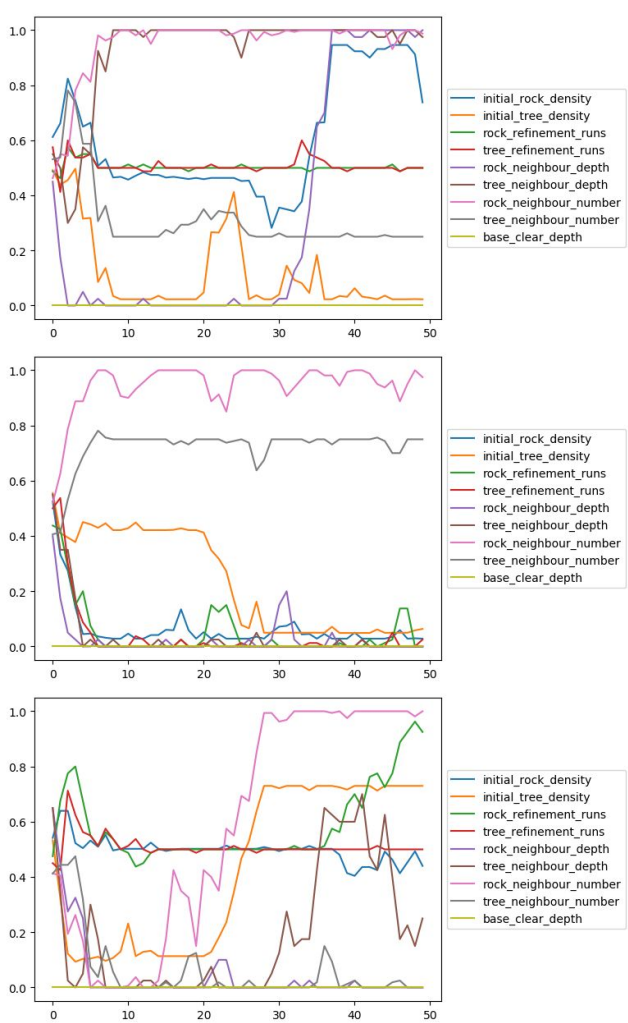 1.0
0.8
0.6
0.4
0.2
0.0
0 10 20 30 40 50
initial_rock_density
initial_tree_density
rock_refinement_runs
tree_refinement_runs
rock_neighbour_depth
tree_neighbour_depth
rock_neighbour_number
tree_neighbour_number
base_clear_depth
1.0
0.8
0.6
0.4
0.2
0.0
0 10 20 30 40 50
initial_rock_density
initial_tree_density
rock_refinement_runs
tree_refinement_runs
rock_neighbour_depth
tree_neighbour_depth
rock_neighbour_number
tree_neighbour_number
base_clear_depth
1.0
0.8
0.6
0.4
0.2
0.0
0 10 20 30 40 50
initial_rock_density
initial_tree_density
rock_refinement_runs
tree_refinement_runs
rock_neighbour_depth
tree_neighbour_depth
rock_neighbour_number
tree_neighbour_number
base_clear_depth